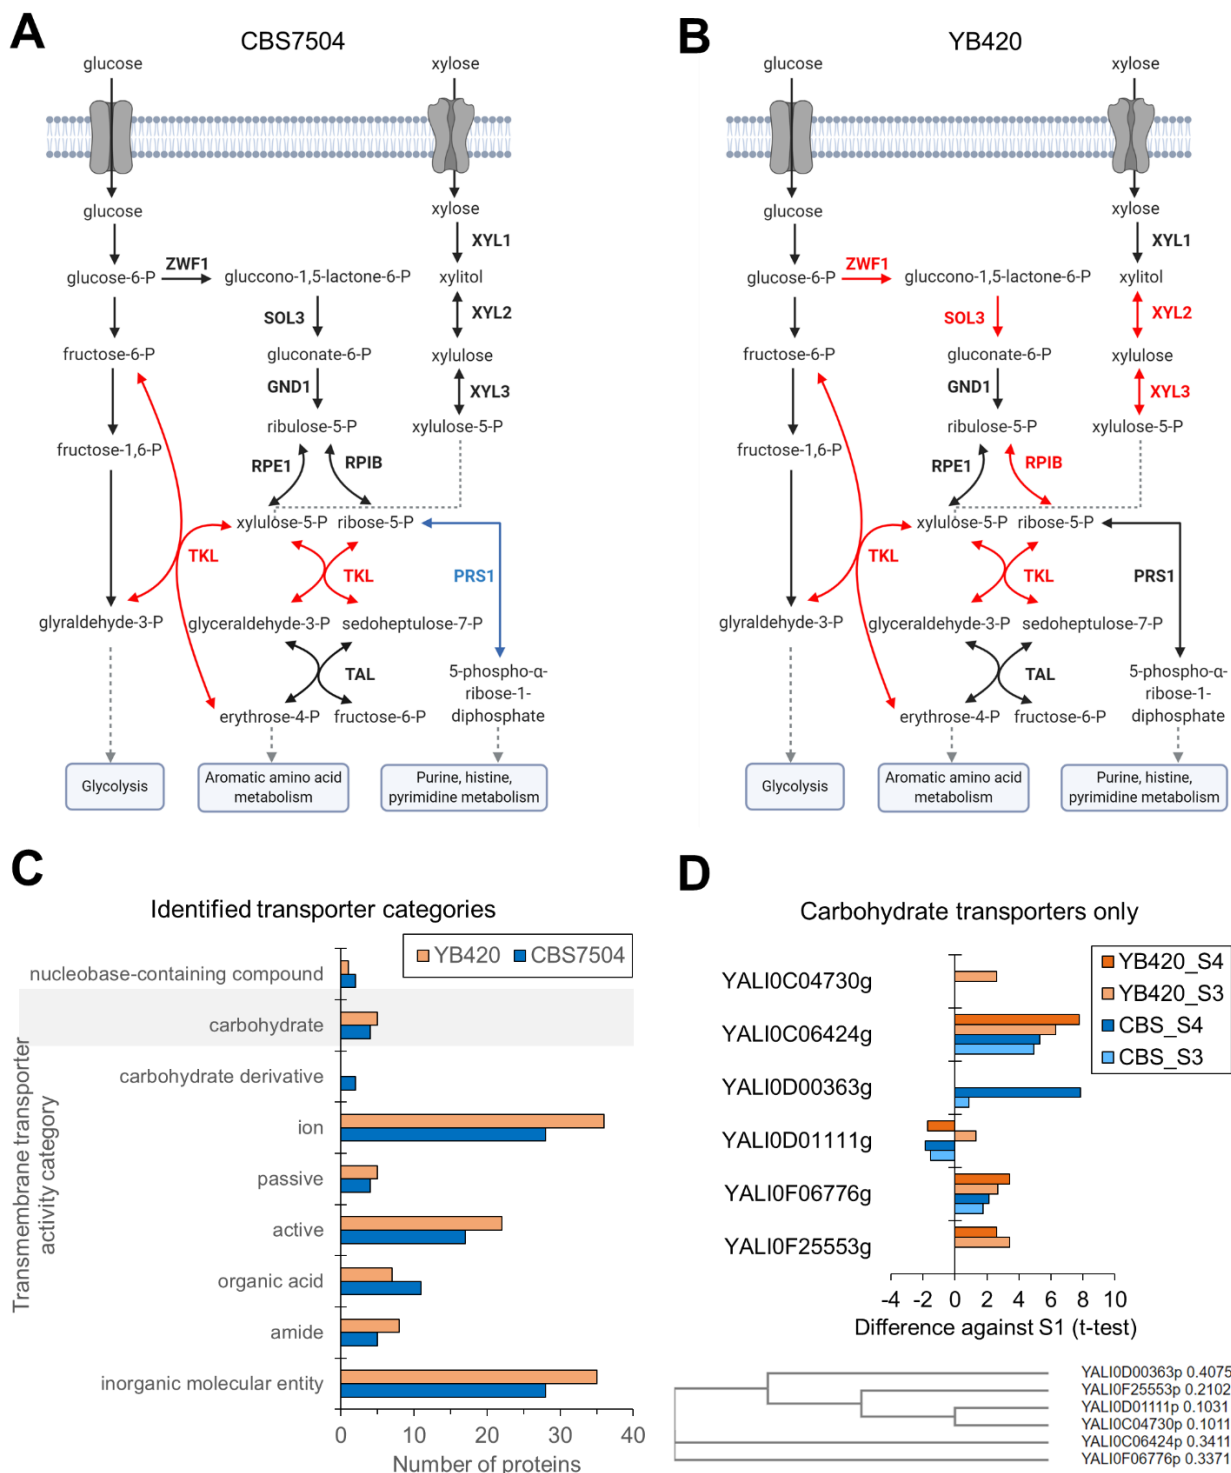 A
CBS7504
glucose
xylose
glucose
xylose
XYL1
glucose-6-P
ZWF1
gluccono-1,5-lactone-6-P
xylitol
SOL3
XYL2
fructose-6-P
gluconate-6-P
xylulose
GND1
XYL3
ribulose-5-P
xylulose-5-P
fructose-1,6-P
RPE1
RPIB
xylulose-5-P
ribose-5-P
TKL
TKL
PRS1
glyraldehyde-3-P
glyceraldehyde-3-P
sedoheptulose-7-P
TAL
5-phospho-α-
ribose-1-
diphosphate
erythrose-4-P
fructose-6-P
Glycolysis
Aromatic amino acid
metabolism
Purine, histine,
pyrimidine metabolism
B
YB420
glucose
xylose
glucose
xylose
XYL1
glucose-6-P
ZWF1
gluccono-1,5-lactone-6-P
xylitol
SOL3
XYL2
fructose-6-P
gluconate-6-P
xylulose
GND1
XYL3
ribulose-5-P
xylulose-5-P
fructose-1,6-P
RPE1
RPIB
xylulose-5-P
ribose-5-P
TKL
TKL
PRS1
glyraldehyde-3-P
glyceraldehyde-3-P
sedoheptulose-7-P
TAL
5-phospho-α-
ribose-1-
diphosphate
erythrose-4-P
fructose-6-P
Glycolysis
Aromatic amino acid
metabolism
Purine, histine,
pyrimidine metabolism
C
Identified transporter categories
YB420
CBS7504
Transmembrane transporter
activity category
nucleobase-containing compound
carbohydrate
carbohydrate derivative
ion
passive
active
organic acid
amide
inorganic molecular entity
0
10
20
30
40
Number of proteins
D
Carbohydrate transporters only
YB420_S4
YB420_S3
CBS_S4
CBS_S3
YALI0C04730g
YALI0C06424g
YALI0D00363g
YALI0D01111g
YALI0F06776g
YALI0F25553g
-4
-2
0
2
4
6
8
10
Difference against S1 (t-test)
YALI0D00363p 0.4075
YALI0F25553p 0.2102
YALI0D01111p 0.1031
YALI0C04730p 0.1011
YALI0C06424p 0.3411
YALI0F06776p 0.3371